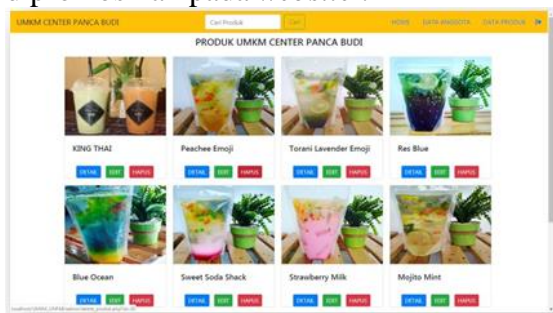 UMKM CENTER PANCA BUDI
Cari Produk
Cari
HOME DATA ANGGOTA DATA PRODUK
PRODUK UMKM CENTER PANCA BUDI
KING THAI
Peachee Emoji
Torani Lavender Emoji
Res Blue
DETAIL EDIT HAPUS
DETAIL EDIT HAPUS
DETAIL EDIT HAPUS
DETAIL EDIT HAPUS
Blue Ocean
Sweet Soda Shack
Strawberry Milk
Mojito Mint
DETAIL EDIT HAPUS
DETAIL EDIT HAPUS
DETAIL EDIT HAPUS
DETAIL EDIT HAPUS